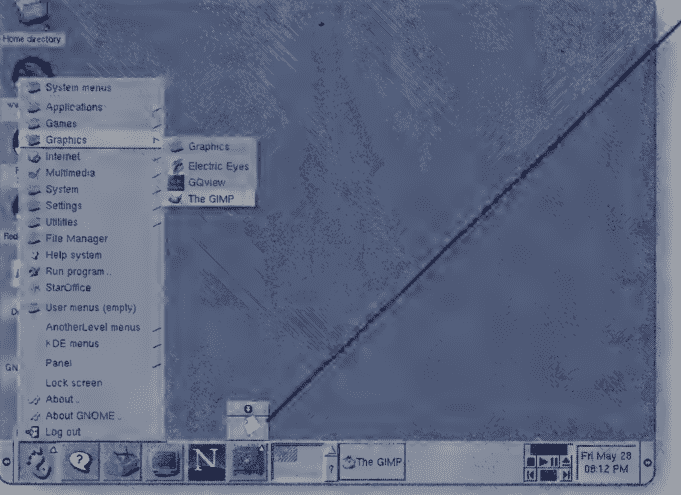 Home directory
System menus
Applications
Games
Graphics
Internet
Multimedia
System
Settings
Utilities
File Manager
Help system
Run program..
StarOffice
User menus (empty)
AnotherLevel menus
KDE menus
Panel
Lock screen
About..
About GNOME..
Log out
Graphics
Electric Eyes
GQview
The GIMP
Red
GN
N
?
The GIMP
Fri May 28
08:12 PM